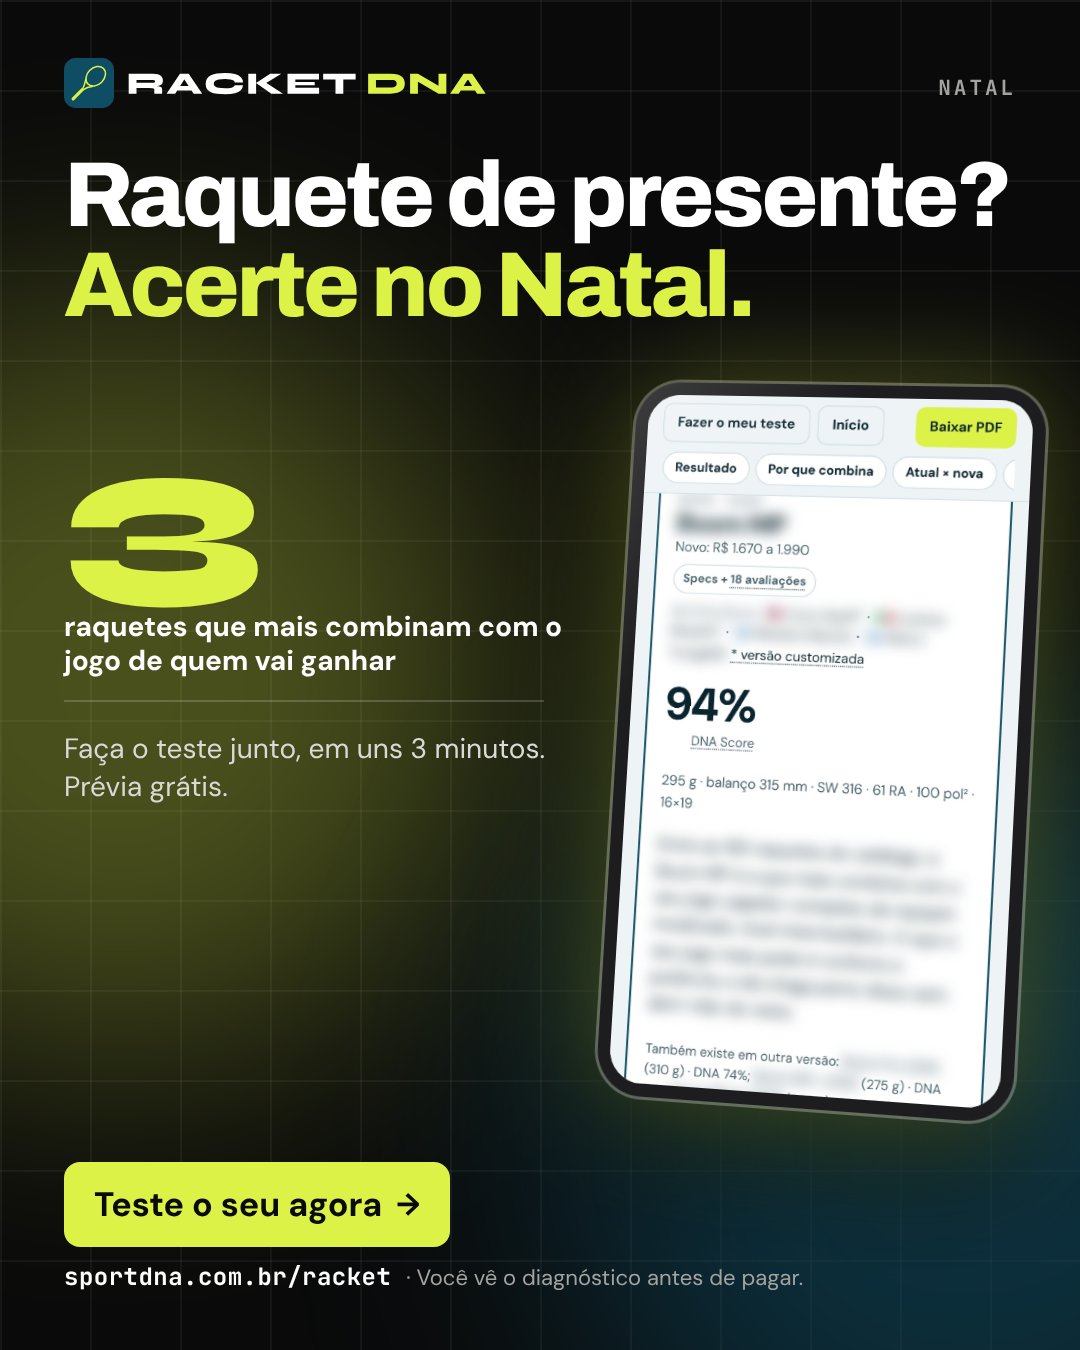 RACKET DNA
NATAL
Raquete de presente?
Acerte no Natal.
3
raquetes que mais combinam com o
jogo de quem vai ganhar
Faça o teste junto, em uns 3 minutos.
Prévia grátis.
Fazer o meu teste
Início
Baixar PDF
Resultado
Por que combina
Atual × nova
Novo: R$ 1.670 a 1.990
Specs + 18 avaliações
* versão customizada
94%
DNA Score
295 g · balanço 315 mm · SW 316 · 61 RA · 100 pol² ·
16×19
Também existe em outra versão:
(310 g) · DNA 74%; (275 g) · DNA
Teste o seu agora →
sportdna.com.br/racket · Você vê o diagnóstico antes de pagar.